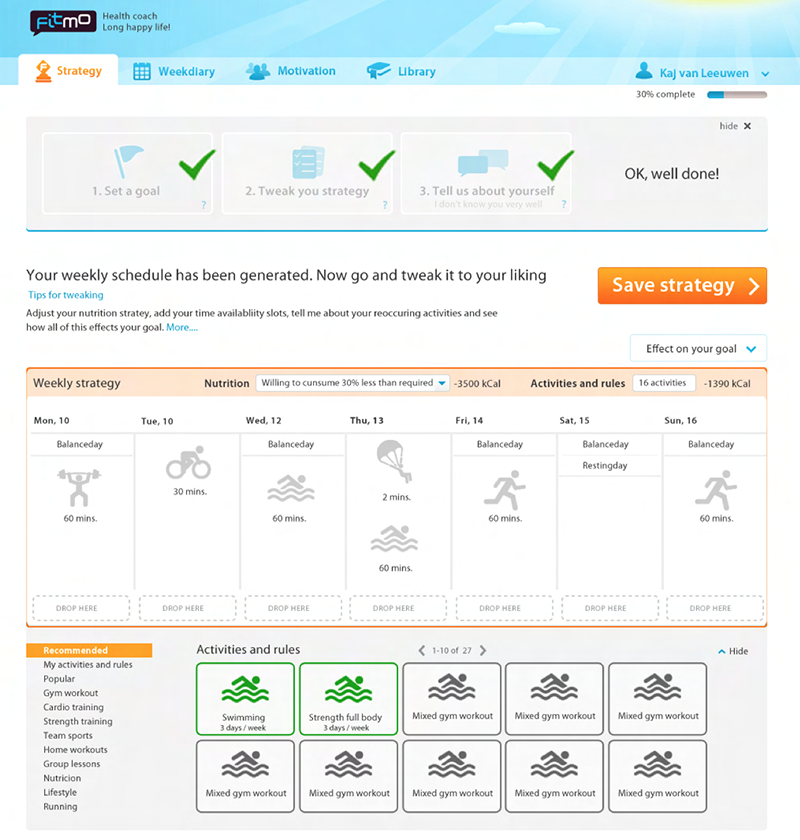 Fitmo
Health coach
Long happy life!
Strategy
Weekdiary
Motivation
Library
Kaj van Leeuwen
30% complete
hide ✕
1. Set a goal
?
2. Tweak you strategy
?
3. Tell us about yourself
I don't know you very well
?
OK, well done!
Your weekly schedule has been generated. Now go and tweak it to your liking
Tips for tweaking
Adjust your nutrition stratey, add your time availabliity slots, tell me about your reoccuring activities and see
how all of this effects your goal. More....
Save strategy
Effect on your goal
Weekly strategy
Nutrition
Willing to cunsume 30% less than required
-3500 kCal
Activities and rules
16 activities
-1390 kCal
Mon, 10
Tue, 10
Wed, 12
Thu, 13
Fri, 14
Sat, 15
Sun, 16
Balanceday
Balanceday
Balanceday
Balanceday
Balanceday
Restingday
60 mins.
30 mins.
60 mins.
2 mins.
60 mins.
60 mins.
60 mins.
DROP HERE
DROP HERE
DROP HERE
DROP HERE
DROP HERE
DROP HERE
DROP HERE
Recommended
My activities and rules
Popular
Gym workout
Cardio training
Strength training
Team sports
Home workouts
Group lessons
Nutricion
Lifestyle
Running
Activities and rules
1-10 of 27
Hide
Swimming
3 days / week
Strength full body
3 days / week
Mixed gym workout
Mixed gym workout
Mixed gym workout
Mixed gym workout
Mixed gym workout
Mixed gym workout
Mixed gym workout
Mixed gym workout